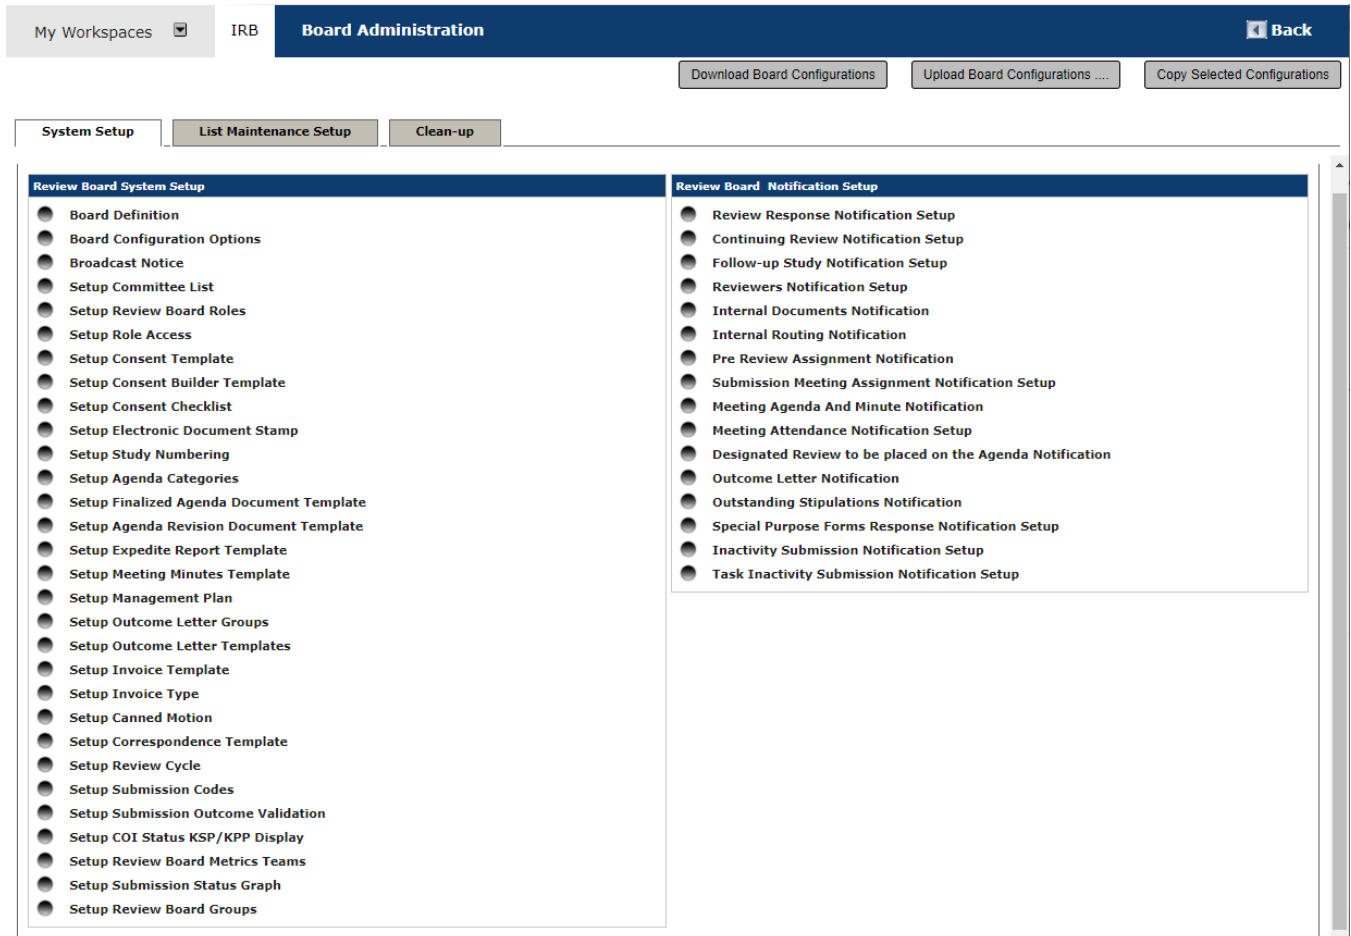 My Workspaces IRB Board Administration Back
Download Board Configurations Upload Board Configurations .... Copy Selected Configurations
System Setup List Maintenance Setup Clean-up
Review Board System Setup
Board Definition
Board Configuration Options
Broadcast Notice
Setup Committee List
Setup Review Board Roles
Setup Role Access
Setup Consent Template
Setup Consent Builder Template
Setup Consent Checklist
Setup Electronic Document Stamp
Setup Study Numbering
Setup Agenda Categories
Setup Finalized Agenda Document Template
Setup Agenda Revision Document Template
Setup Expedite Report Template
Setup Meeting Minutes Template
Setup Management Plan
Setup Outcome Letter Groups
Setup Outcome Letter Templates
Setup Invoice Template
Setup Invoice Type
Setup Canned Motion
Setup Correspondence Template
Setup Review Cycle
Setup Submission Codes
Setup Submission Outcome Validation
Setup COI Status KSP/KPP Display
Setup Review Board Metrics Teams
Setup Submission Status Graph
Setup Review Board Groups
Review Board Notification Setup
Review Response Notification Setup
Continuing Review Notification Setup
Follow-up Study Notification Setup
Reviewers Notification Setup
Internal Documents Notification
Internal Routing Notification
Pre Review Assignment Notification
Submission Meeting Assignment Notification Setup
Meeting Agenda And Minute Notification
Meeting Attendance Notification Setup
Designated Review to be placed on the Agenda Notification
Outcome Letter Notification
Outstanding Stipulations Notification
Special Purpose Forms Response Notification Setup
Inactivity Submission Notification Setup
Task Inactivity Submission Notification Setup